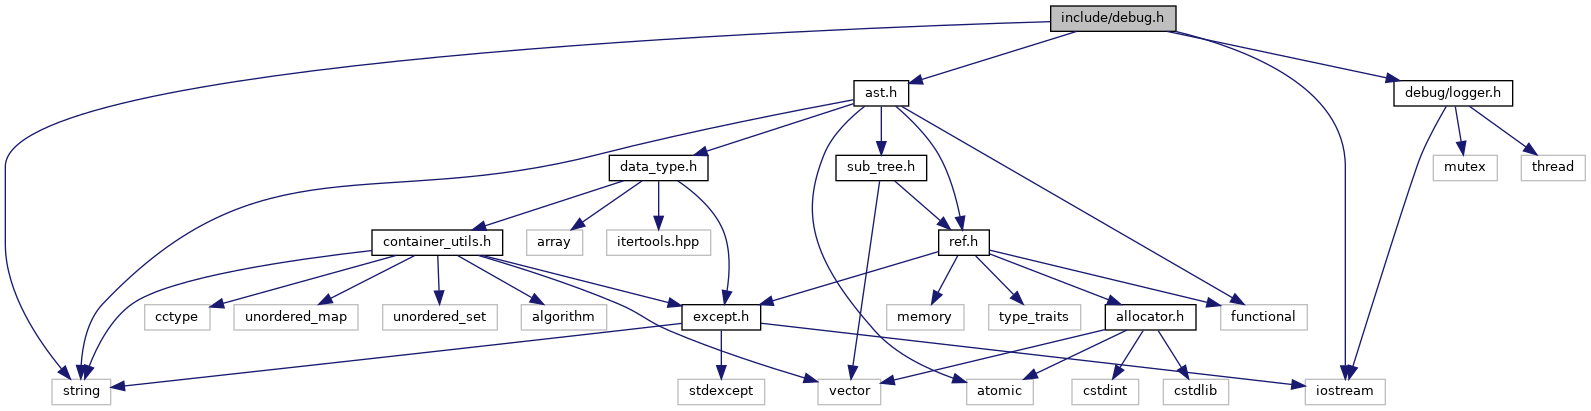 include/debug.h
ast.h
debug/logger.h
data_type.h
sub_tree.h
mutex
thread
container_utils.h
array
itertools.hpp
ref.h
cctype
unordered_map
unordered_set
algorithm
except.h
memory
type_traits
allocator.h
functional
string
stdexcept
vector
atomic
cstdint
cstdlib
iostream